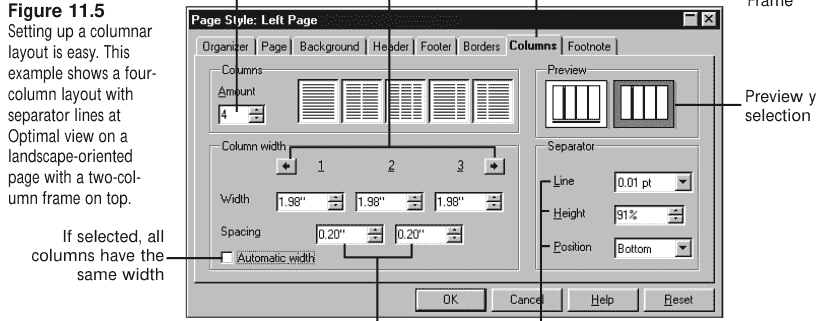 Figure 11.5
Setting up a columnar
layout is easy. This
example shows a four-
column layout with
separator lines at
Optimal view on a
landscape-oriented
page with a two-col-
umn frame on top.
If selected, all
columns have the
same width
Frame
Page Style: Left Page
Organizer Page Background Header Footer Borders Columns Footnote
Columns
Amount
4
Preview
Preview y
selection
Column width
1 2 3
Width 1.98" 1.98" 1.98"
Spacing 0.20" 0.20"
Automatic width
Separator
Line 0.01 pt
Height 91%
Position Bottom
OK Cancel Help Reset